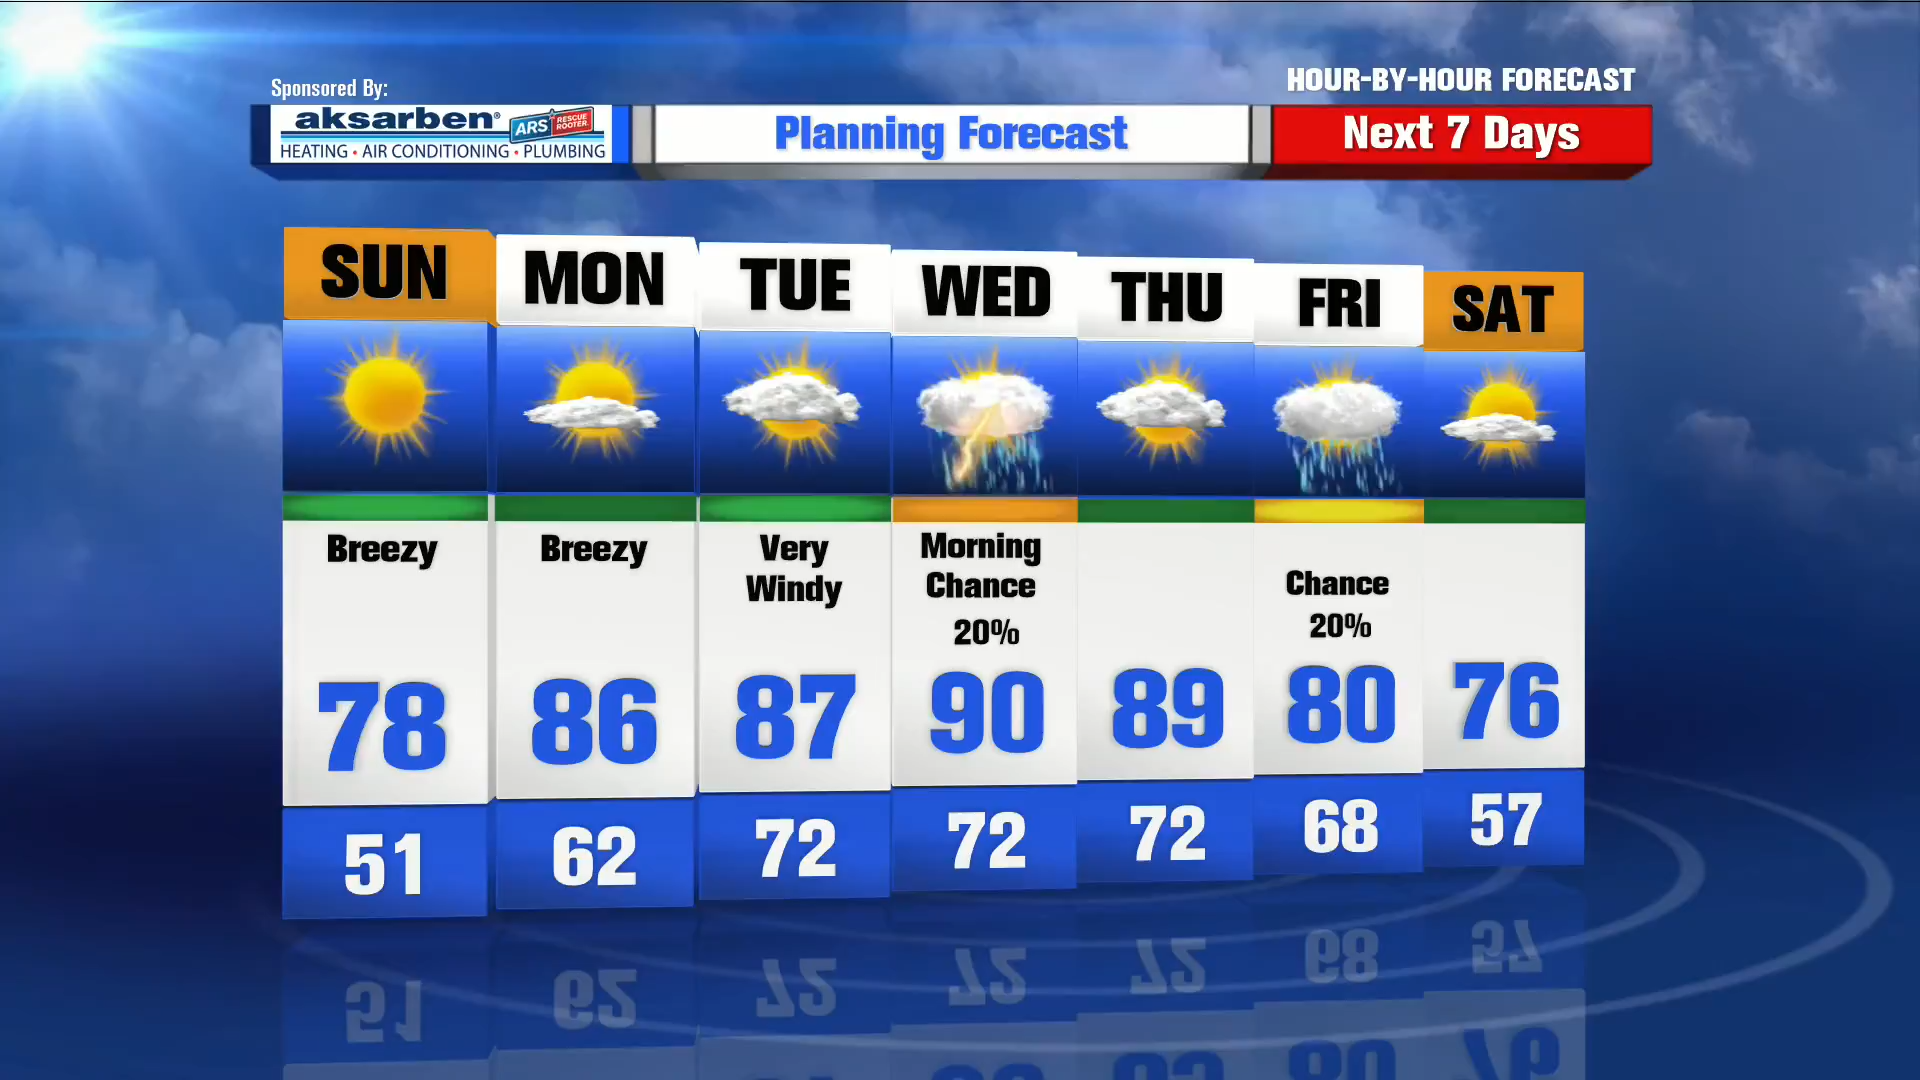 Sponsored By:
aksarben®
ARS RESCUE ROOTER
HEATING • AIR CONDITIONING • PLUMBING
Planning Forecast
HOUR-BY-HOUR FORECAST
Next 7 Days
SUN MON TUE WED THU FRI SAT
Breezy
Breezy
Very
Windy
Morning
Chance
20%
Chance
20%
78 86 87 90 89 80 76
51 62 72 72 72 68 57